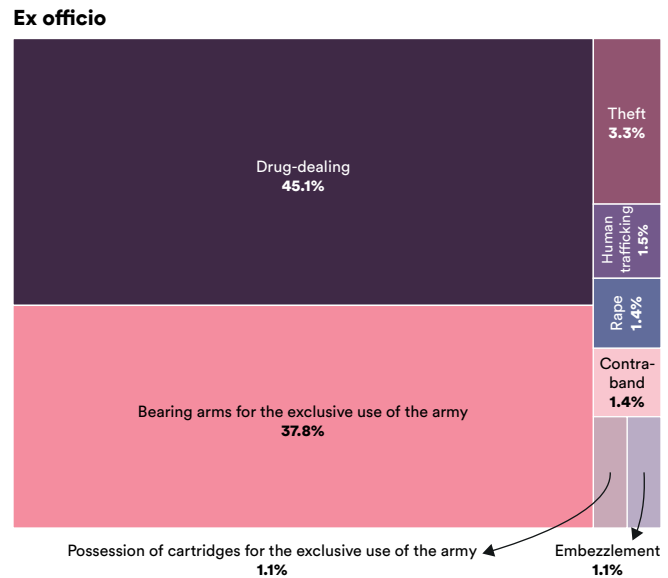 Ex officio
Drug-dealing
45.1%
Theft
3.3%
Human
trafficking
1.5%
Rape
1.4%
Contra-
band
1.4%
Bearing arms for the exclusive use of the army
37.8%
Possession of cartridges for the exclusive use of the army
1.1%
Embezzlement
1.1%